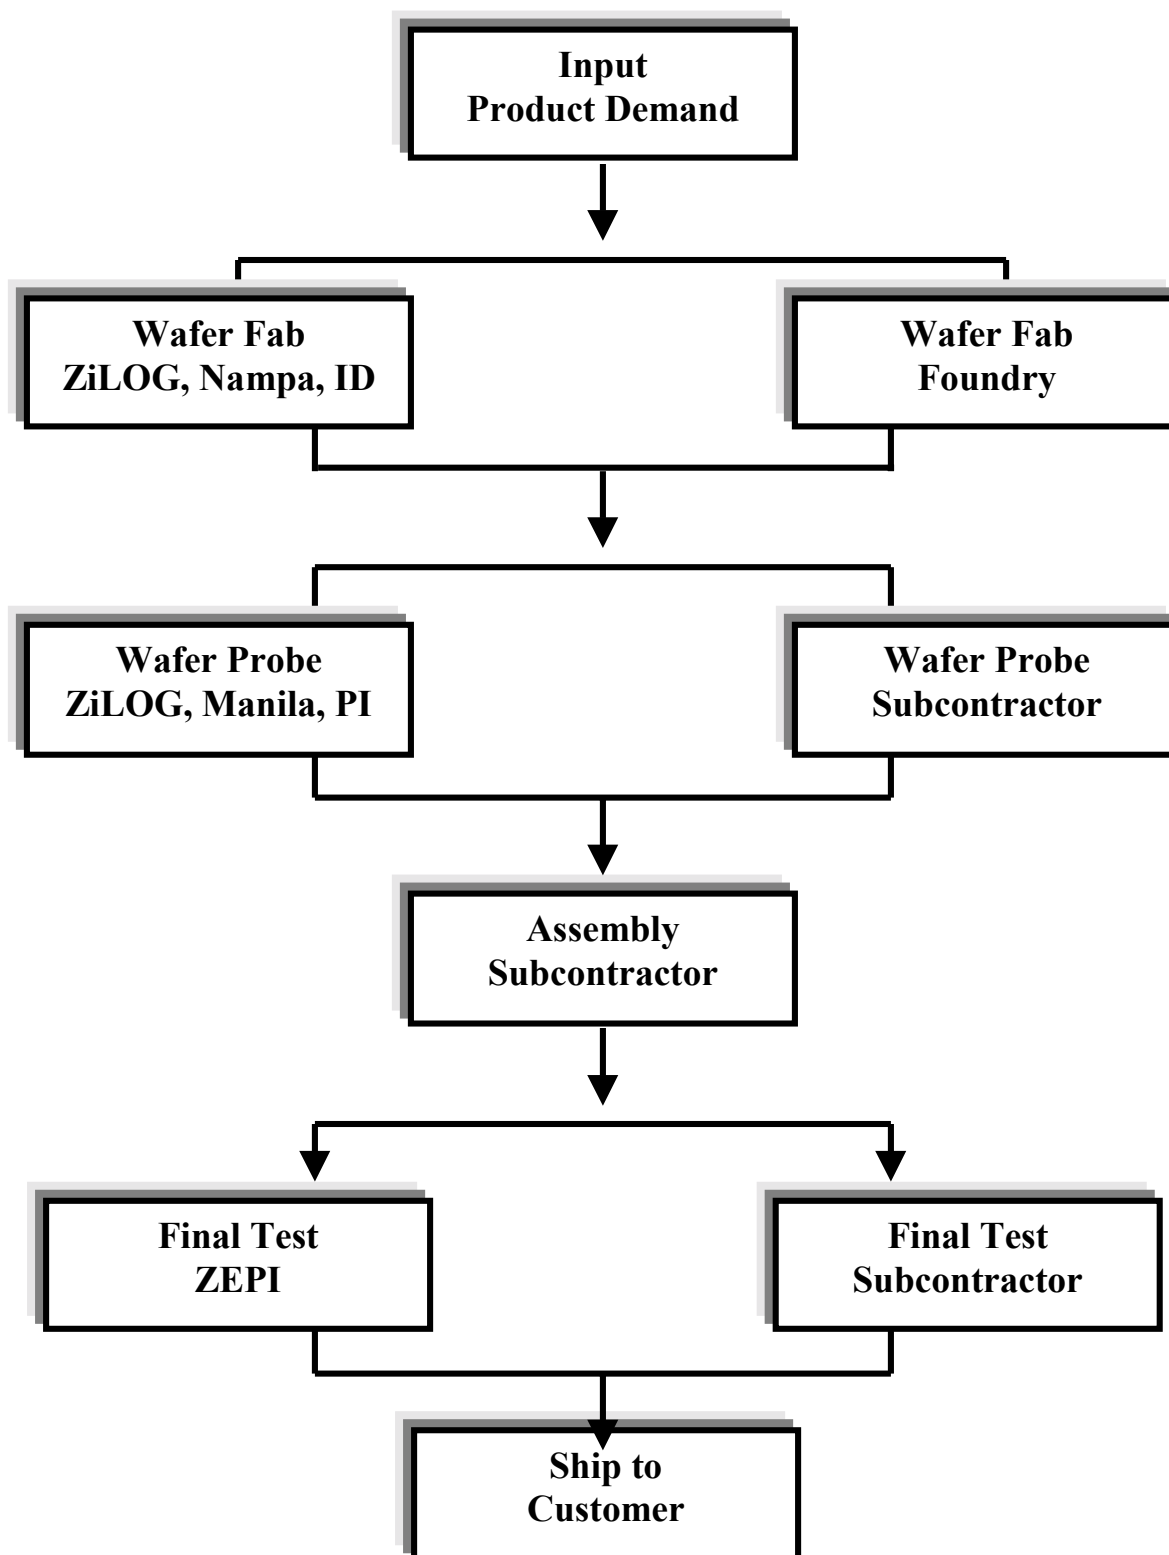 Input
Product Demand
Wafer Fab
ZiLOG, Nampa, ID
Wafer Fab
Foundry
Wafer Probe
ZiLOG, Manila, PI
Wafer Probe
Subcontractor
Assembly
Subcontractor
Final Test
ZEPI
Final Test
Subcontractor
Ship to
Customer